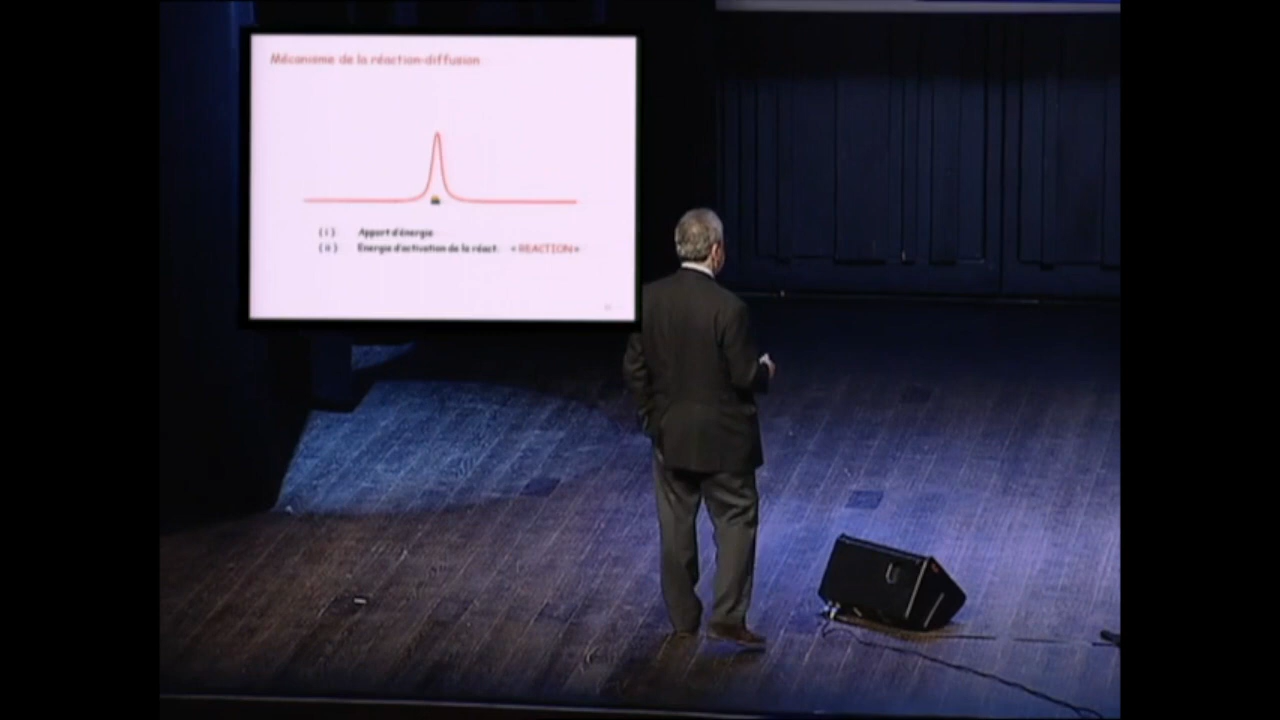 Mécanisme de la réaction-diffusion
(i) Apport d'énergie
(ii) Energie d'activation de la réact. « REACTION »